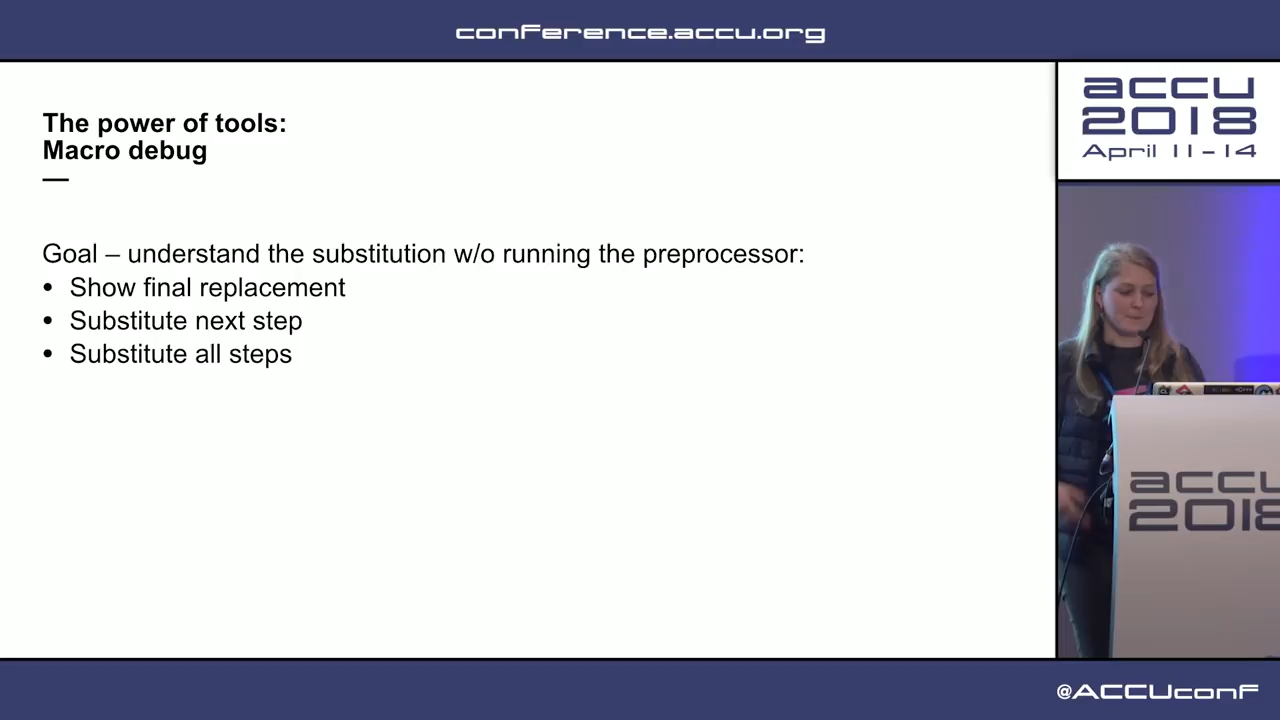 conference.accu.org
accu
2018
April 11-14
The power of tools:
Macro debug
Goal – understand the substitution w/o running the preprocessor:
• Show final replacement
• Substitute next step
• Substitute all steps
accu
2018
@ACCUconf